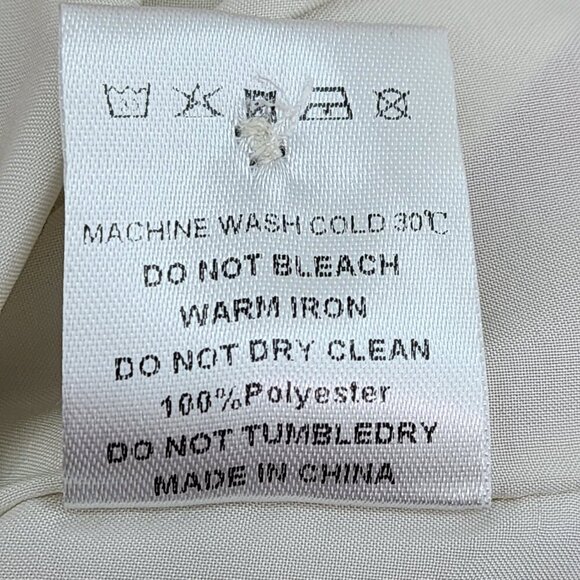 MACHINE WASH COLD 30℃
DO NOT BLEACH
WARM IRON
DO NOT DRY CLEAN
100%Polyester
DO NOT TUMBLEDRY
MADE IN CHINA